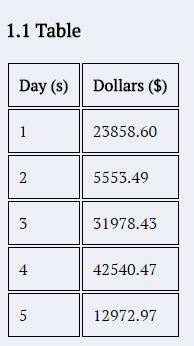 1.1 Table
Day (s) Dollars ($)
1 23858.60
2 5553.49
3 31978.43
4 42540.47
5 12972.97